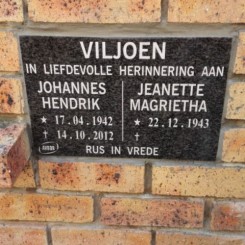 VILJOEN
IN LIEFDEVOLLE HERINNERING AAN
JOHANNES
HENDRIK
★ 17.04.1942
† 14.10.2012
JEANETTE
MAGRIETHA
★ 22.12.1943
†
RUS IN VREDE